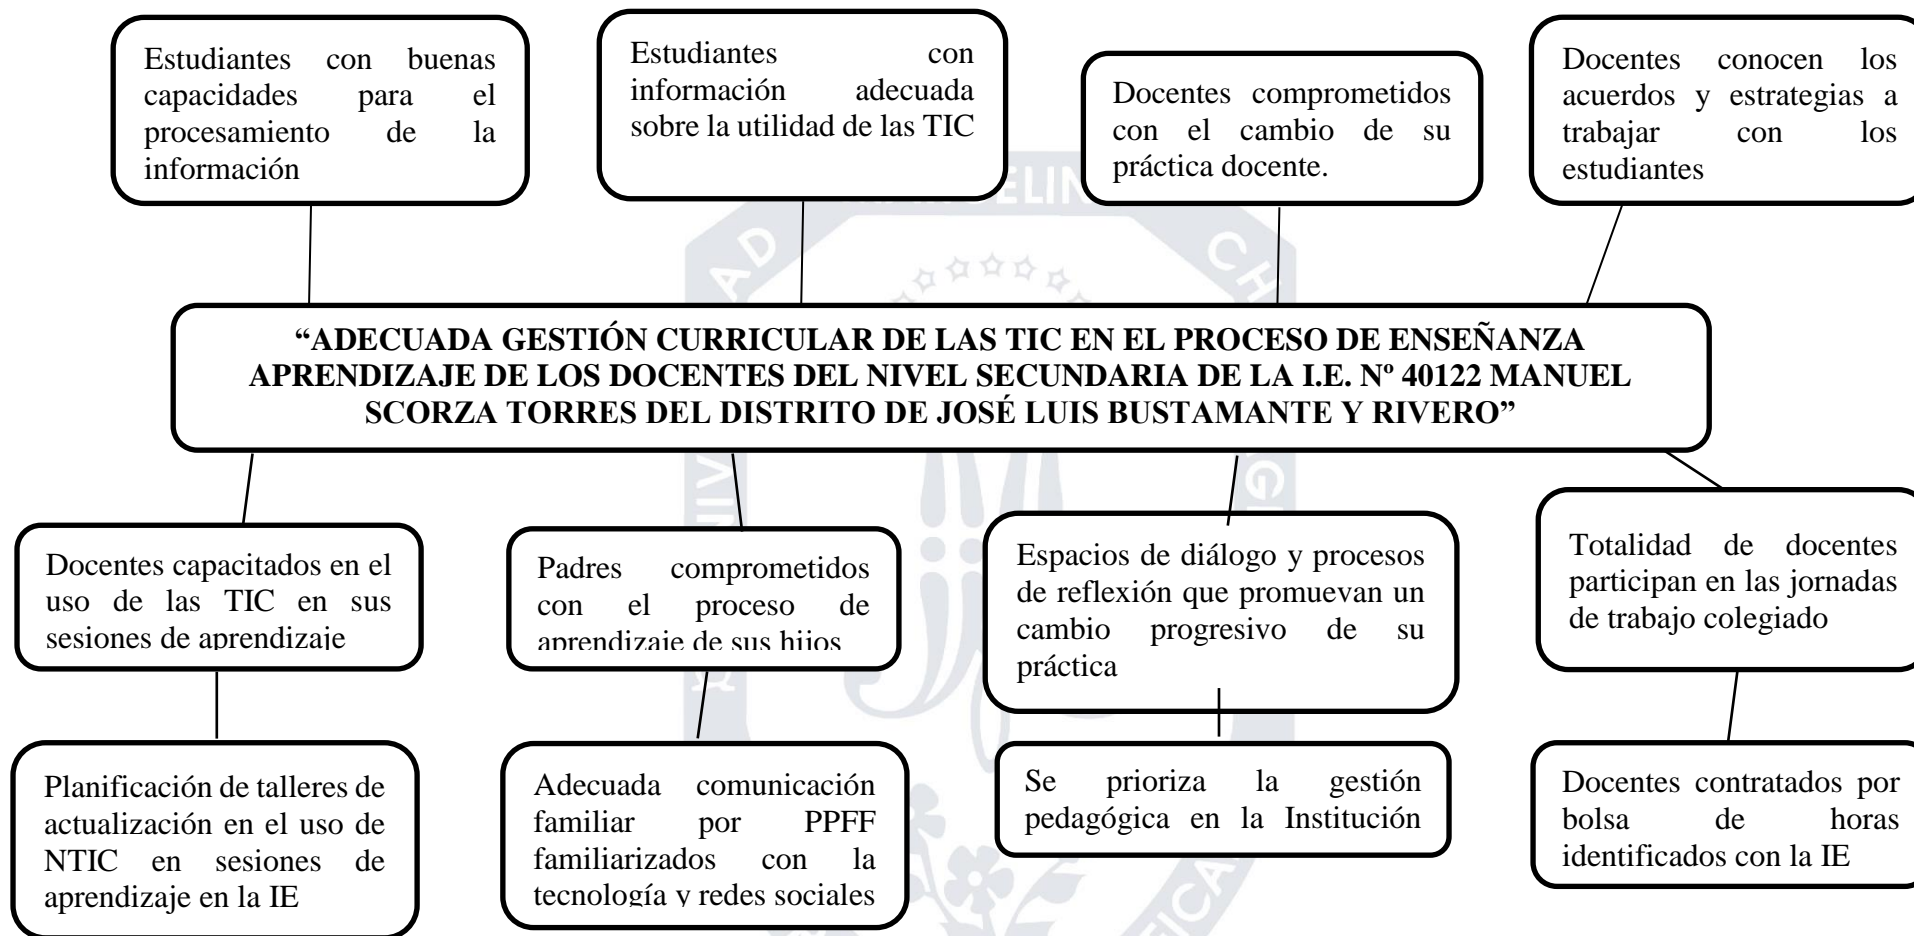 Estudiantes con buenas
capacidades para el
procesamiento de la
información
Estudiantes con
información adecuada
sobre la utilidad de las TIC
Docentes comprometidos
con el cambio de su
práctica docente.
Docentes conocen los
acuerdos y estrategias a
trabajar con los
estudiantes
“ADECUADA GESTIÓN CURRICULAR DE LAS TIC EN EL PROCESO DE ENSEÑANZA
APRENDIZAJE DE LOS DOCENTES DEL NIVEL SECUNDARIA DE LA I.E. Nº 40122 MANUEL
SCORZA TORRES DEL DISTRITO DE JOSÉ LUIS BUSTAMANTE Y RIVERO”
Docentes capacitados en el
uso de las TIC en sus
sesiones de aprendizaje
Padres comprometidos
con el proceso de
aprendizaje de sus hijos
Espacios de diálogo y procesos
de reflexión que promuevan un
cambio progresivo de su
práctica
Totalidad de docentes
participan en las jornadas
de trabajo colegiado
Planificación de talleres de
actualización en el uso de
NTIC en sesiones de
aprendizaje en la IE
Adecuada comunicación
familiar por PPFF
familiarizados con la
tecnología y redes sociales
Se prioriza la gestión
pedagógica en la Institución
Docentes contratados por
bolsa de horas
identificados con la IE